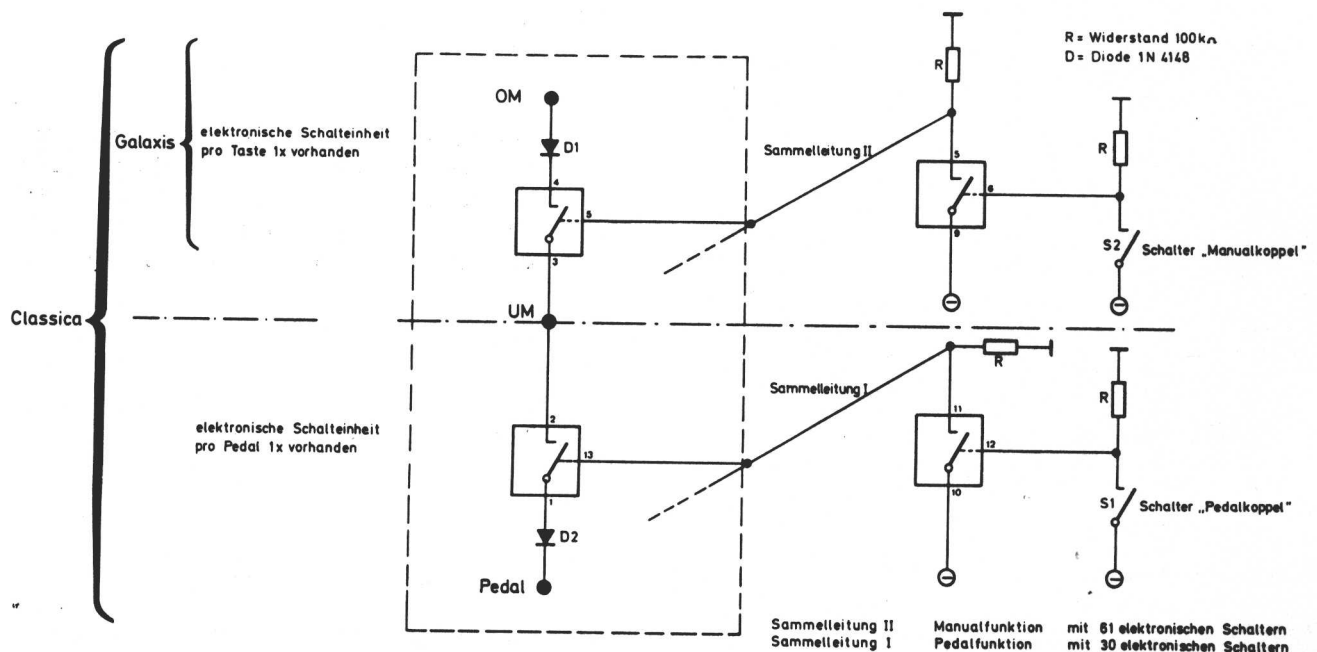 R= Widerstand 100kΩ
D= Diode 1N 4148
Classica
Galaxis
elektronische Schalteinheit
pro Taste 1x vorhanden
OM
D1
4
5
3
Sammelleitung II
R
5
6
9
R
S2
Schalter „Manualkoppel"
UM
elektronische Schalteinheit
pro Pedal 1x vorhanden
2
13
1
D2
Pedal
Sammelleitung I
R
11
12
10
R
S1
Schalter „Pedalkoppel"
Sammelleitung II Manualfunktion mit 61 elektronischen Schaltern
Sammelleitung I Pedalfunktion mit 30 elektronischen Schaltern